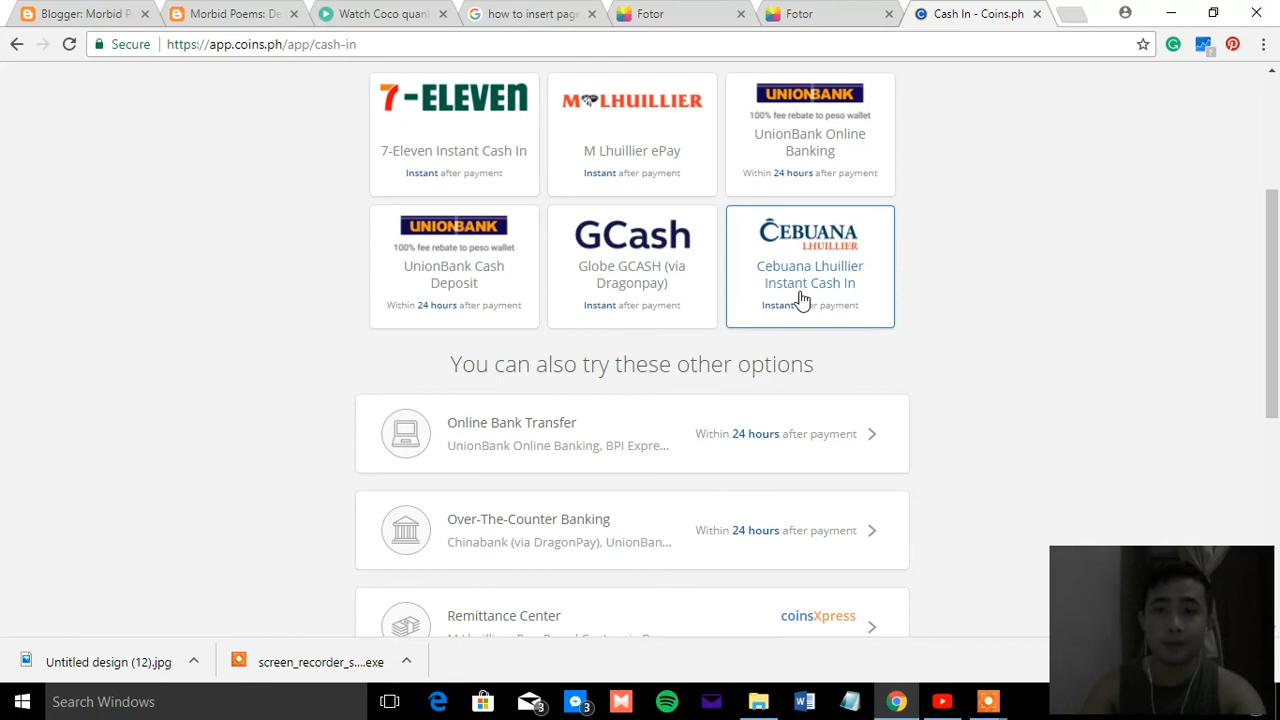 Blogger: Morbid P
Morbid Poems: De
Watch Coco quan
how to insert page
Fotor
Fotor
Cash In - Coins.ph
Secure
https://app.coins.ph/app/cash-in
7-ELEVEN
7-Eleven Instant Cash In
Instant after payment
M LHUILLIER
M Lhuillier ePay
Instant after payment
UNIONBANK
100% fee rebate to peso wallet
UnionBank Online
Banking
Within 24 hours after payment
UNIONBANK
100% fee rebate to peso wallet
UnionBank Cash
Deposit
Within 24 hours after payment
GCash
Globe GCASH (via
Dragonpay)
Instant after payment
CEBUANA
LHUILLIER
Cebuana Lhuillier
Instant Cash In
Instant after payment
You can also try these other options
Online Bank Transfer
UnionBank Online Banking, BPI Expre...
Within 24 hours after payment
Over-The-Counter Banking
Chinabank (via DragonPay), UnionBan...
Within 24 hours after payment
Remittance Center
coinsXpress
Untitled design (12).jpg
screen_recorder_s....exe
Search Windows
3
3